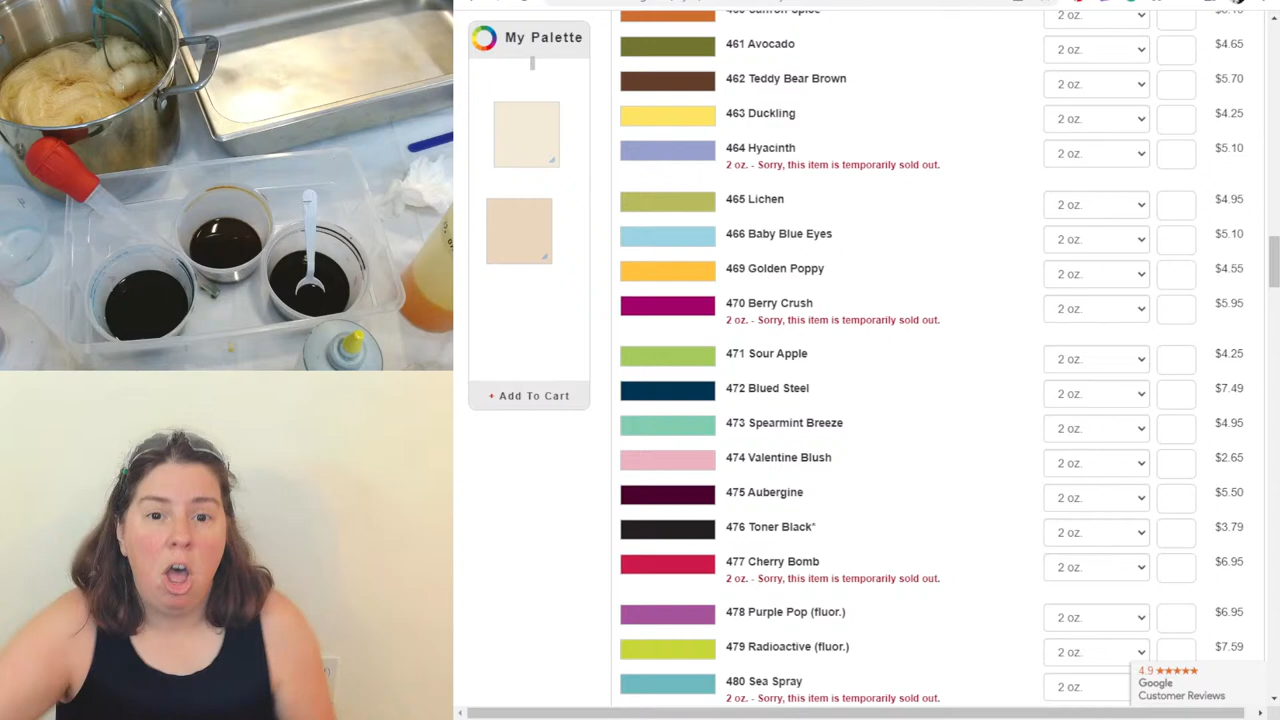 My Palette
+ Add To Cart
2 oz.
461 Avocado 2 oz. $4.65
462 Teddy Bear Brown 2 oz. $5.70
463 Duckling 2 oz. $4.25
464 Hyacinth 2 oz. $5.10
2 oz. - Sorry, this item is temporarily sold out.
465 Lichen 2 oz. $4.95
466 Baby Blue Eyes 2 oz. $5.10
469 Golden Poppy 2 oz. $4.55
470 Berry Crush 2 oz. $5.95
2 oz. - Sorry, this item is temporarily sold out.
471 Sour Apple 2 oz. $4.25
472 Blued Steel 2 oz. $7.49
473 Spearmint Breeze 2 oz. $4.95
474 Valentine Blush 2 oz. $2.65
475 Aubergine 2 oz. $5.50
476 Toner Black* 2 oz. $3.79
477 Cherry Bomb 2 oz. $6.95
2 oz. - Sorry, this item is temporarily sold out.
478 Purple Pop (fluor.) 2 oz. $6.95
479 Radioactive (fluor.) 2 oz. $7.59
480 Sea Spray 2 oz.
2 oz. - Sorry, this item is temporarily sold out.
4.9 ★★★★★
Google
Customer Reviews